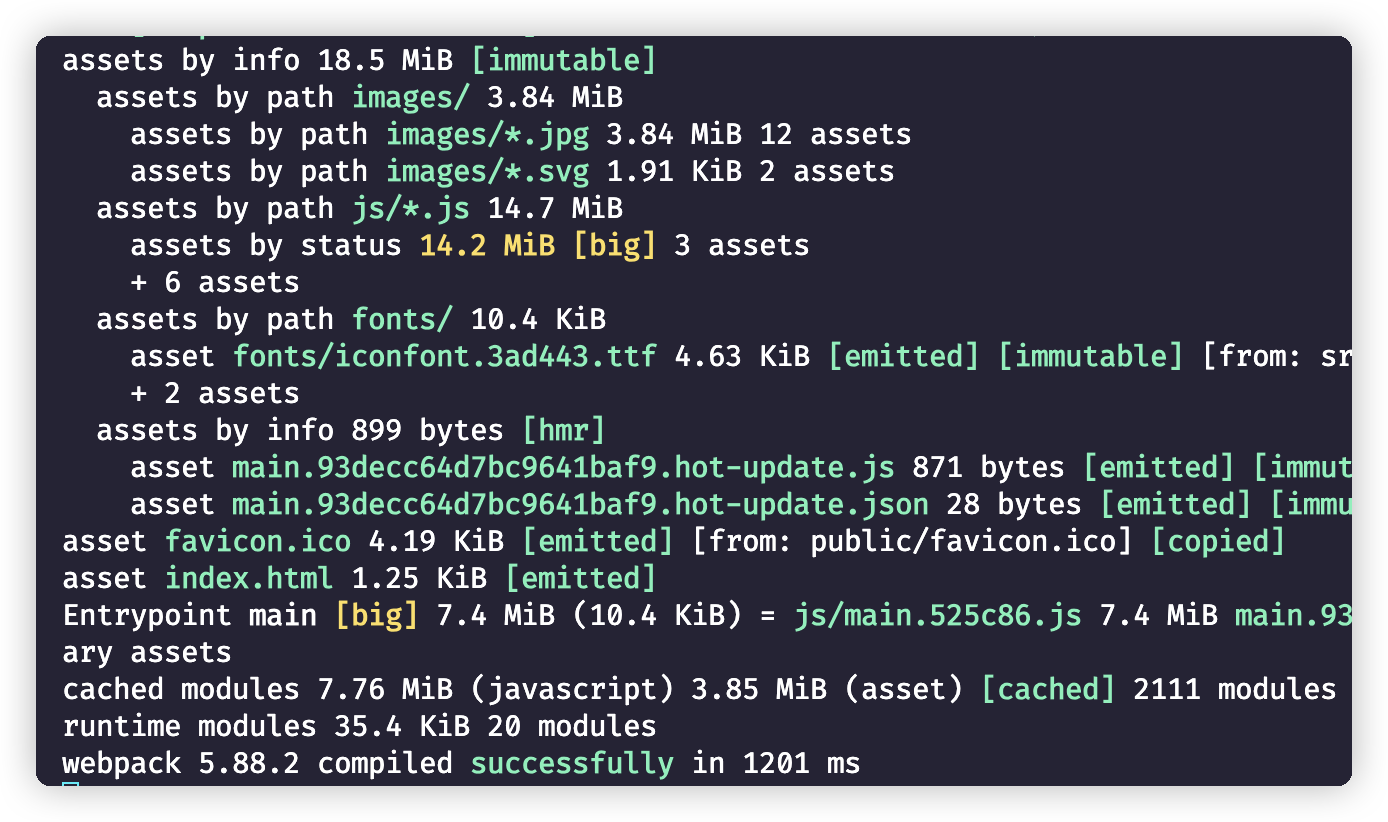 assets by info 18.5 MiB [immutable]
assets by path images/ 3.84 MiB
assets by path images/*.jpg 3.84 MiB 12 assets
assets by path images/*.svg 1.91 KiB 2 assets
assets by path js/*.js 14.7 MiB
assets by status 14.2 MiB [big] 3 assets
+ 6 assets
assets by path fonts/ 10.4 KiB
asset fonts/iconfont.3ad443.ttf 4.63 KiB [emitted] [immutable] [from: sr
+ 2 assets
assets by info 899 bytes [hmr]
asset main.93decc64d7bc9641baf9.hot-update.js 871 bytes [emitted] [immut
asset main.93decc64d7bc9641baf9.hot-update.json 28 bytes [emitted] [immu
asset favicon.ico 4.19 KiB [emitted] [from: public/favicon.ico] [copied]
asset index.html 1.25 KiB [emitted]
Entrypoint main [big] 7.4 MiB (10.4 KiB) = js/main.525c86.js 7.4 MiB main.93
ary assets
cached modules 7.76 MiB (javascript) 3.85 MiB (asset) [cached] 2111 modules
runtime modules 35.4 KiB 20 modules
webpack 5.88.2 compiled successfully in 1201 ms